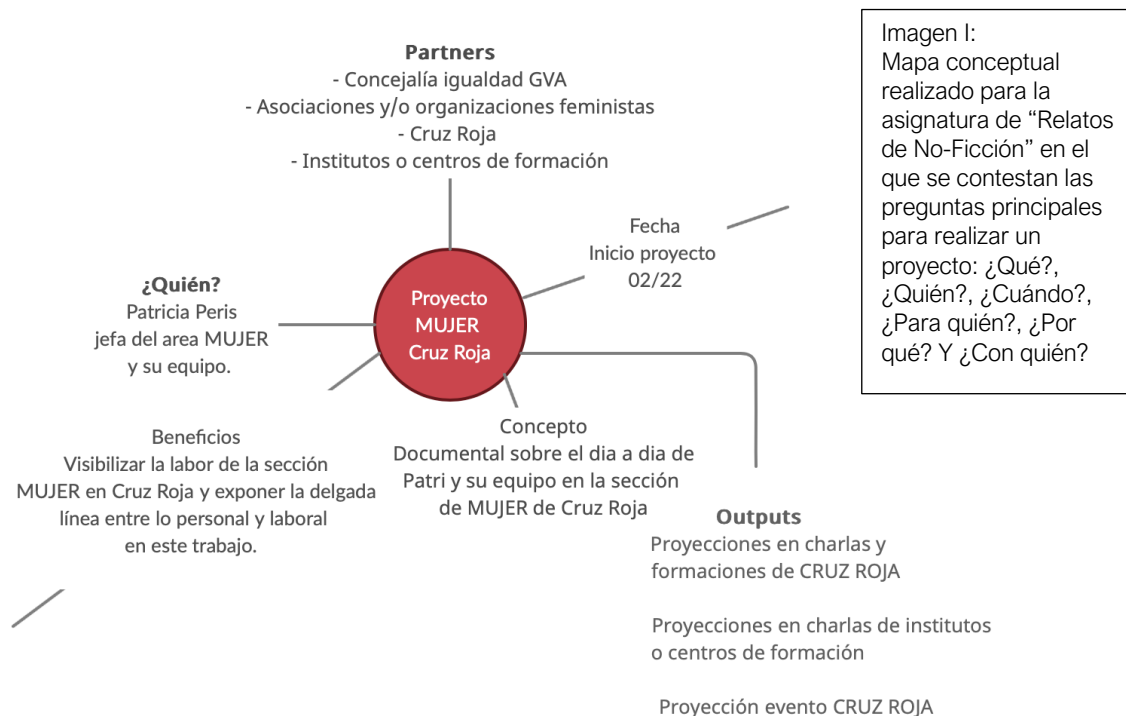 Partners
- Concejalía igualdad GVA
- Asociaciones y/o organizaciones feministas
- Cruz Roja
- Institutos o centros de formación
Fecha
Inicio proyecto
02/22
¿Quién?
Patricia Peris
jefa del area MUJER
y su equipo.
Proyecto
MUJER
Cruz Roja
Beneficios
Visibilizar la labor de la sección
MUJER en Cruz Roja y exponer la delgada
línea entre lo personal y laboral
en este trabajo.
Concepto
Documental sobre el dia a dia de
Patri y su equipo en la sección
de MUJER de Cruz Roja
Outputs
Proyecciones en charlas y
formaciones de CRUZ ROJA
Proyecciones en charlas de institutos
o centros de formación
Proyección evento CRUZ ROJA
Imagen I:
Mapa conceptual
realizado para la
asignatura de “Relatos
de No-Ficción” en el
que se contestan las
preguntas principales
para realizar un
proyecto: ¿Qué?,
¿Quién?, ¿Cuándo?,
¿Para quién?, ¿Por
qué? Y ¿Con quién?